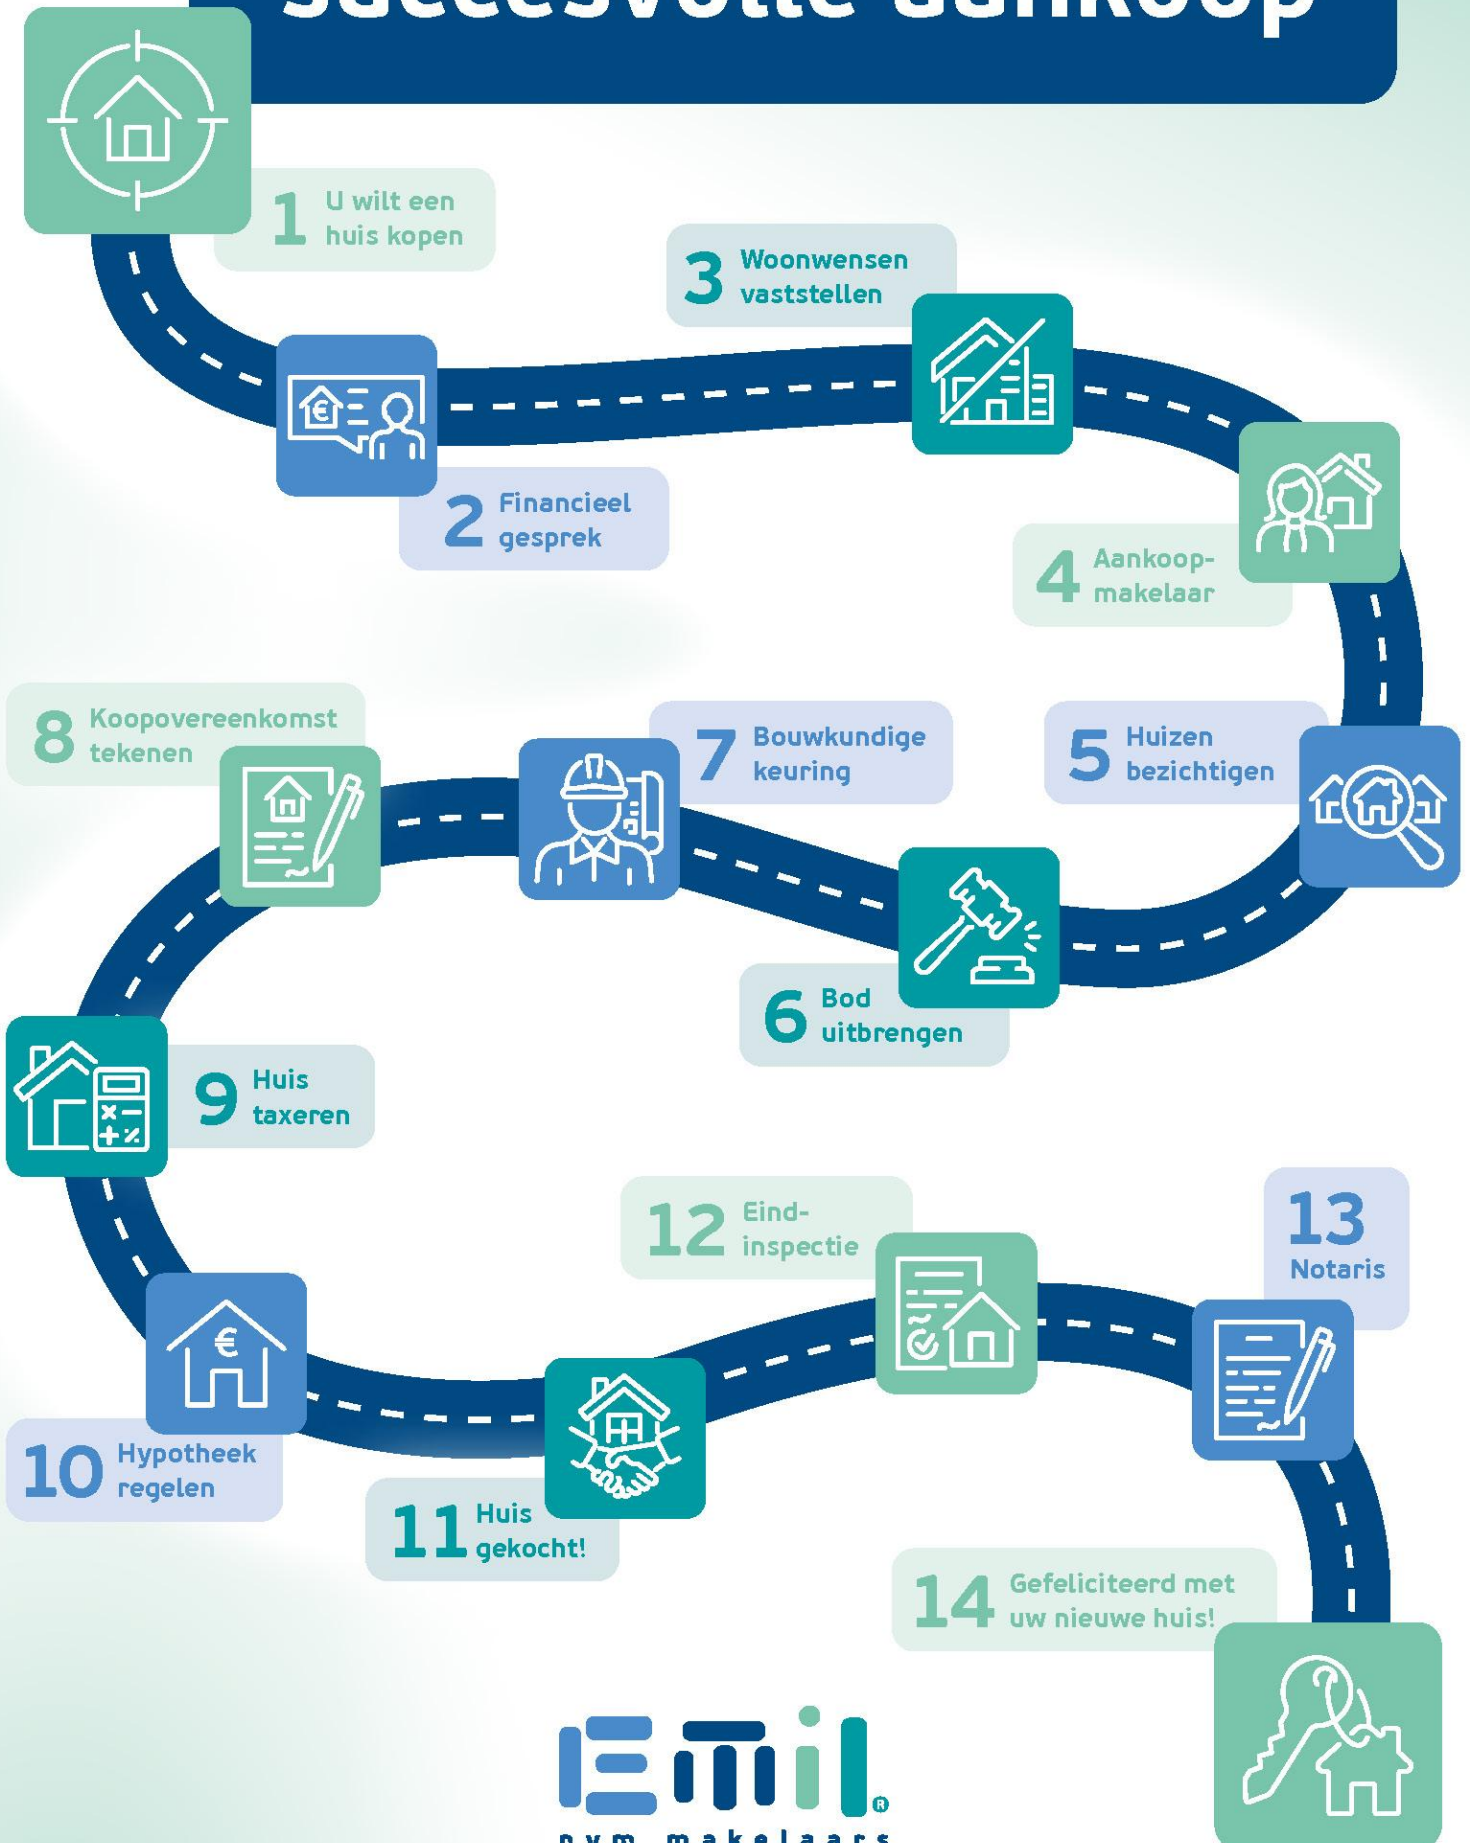 succesvolle aankoop
1 U wilt een
huis kopen
2 Financieel
gesprek
3 Woonwensen
vaststellen
4 Aankoop-
makelaar
5 Huizen
bezichtigen
6 Bod
uitbrengen
7 Bouwkundige
keuring
8 Koopovereenkomst
tekenen
9 Huis
taxeren
10 Hypotheek
regelen
11 Huis
gekocht!
12 Eind-
inspectie
13
Notaris
14 Gefeliciteerd met
uw nieuwe huis!
Emil®
nvm makelaars